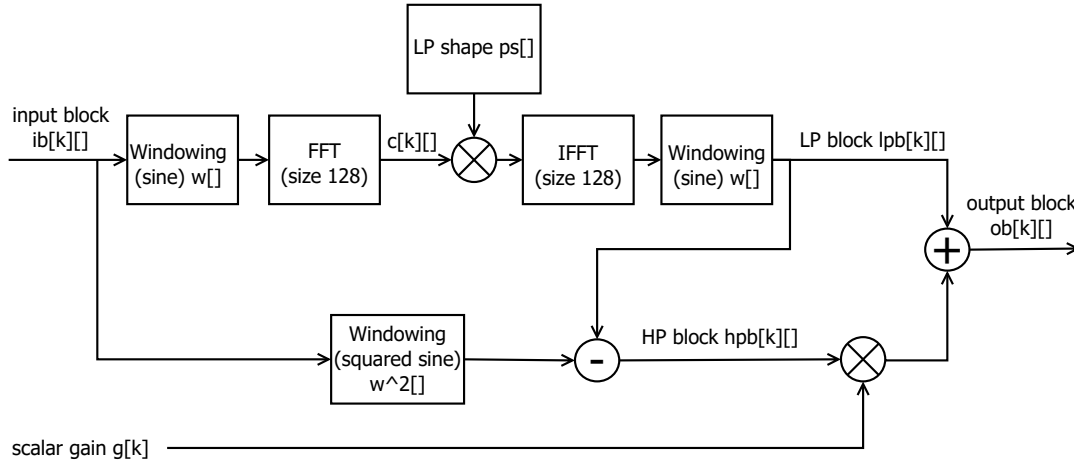 LP shape ps[]
input block
ib[k][]
Windowing
(sine) w[]
FFT
(size 128)
c[k][]
IFFT
(size 128)
Windowing
(sine) w[]
LP block lpb[k][]
output block
ob[k][]
+
Windowing
(squared sine)
w^2[]
-
HP block hpb[k][]
scalar gain g[k]